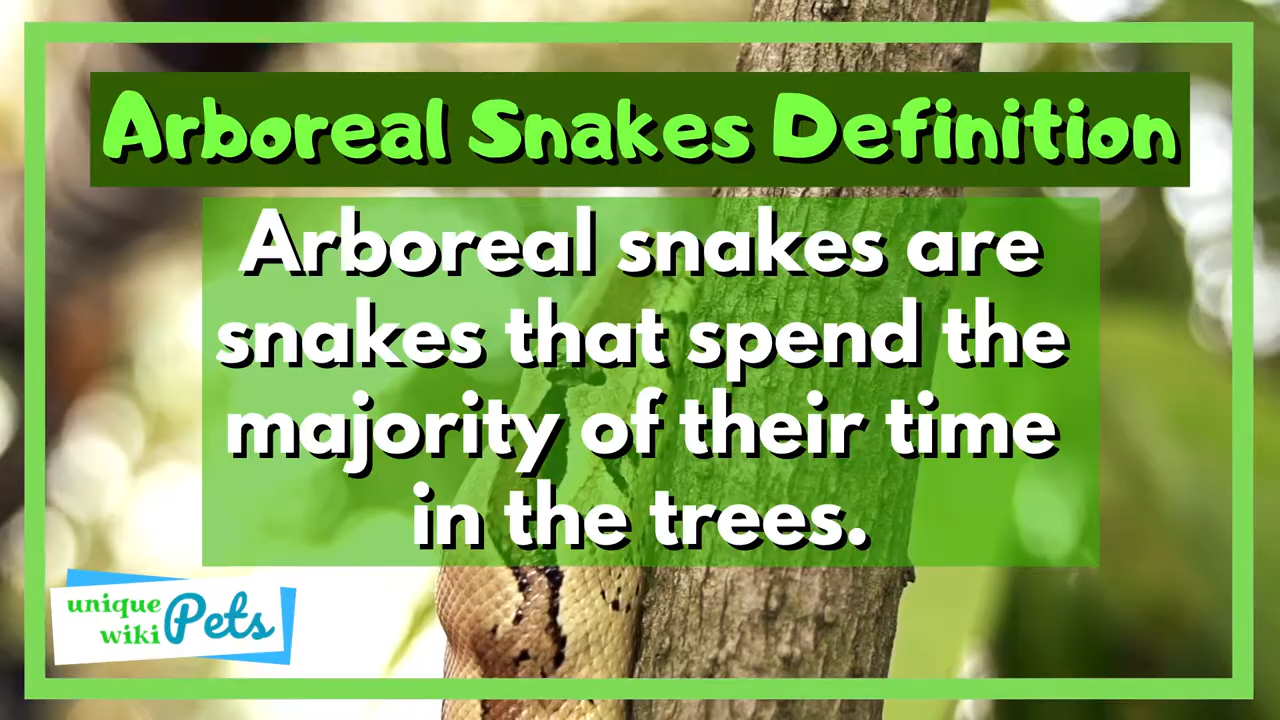 Arboreal Snakes Definition
Arboreal snakes are
snakes that spend the
majority of their time
in the trees.
unique
wiki Pets